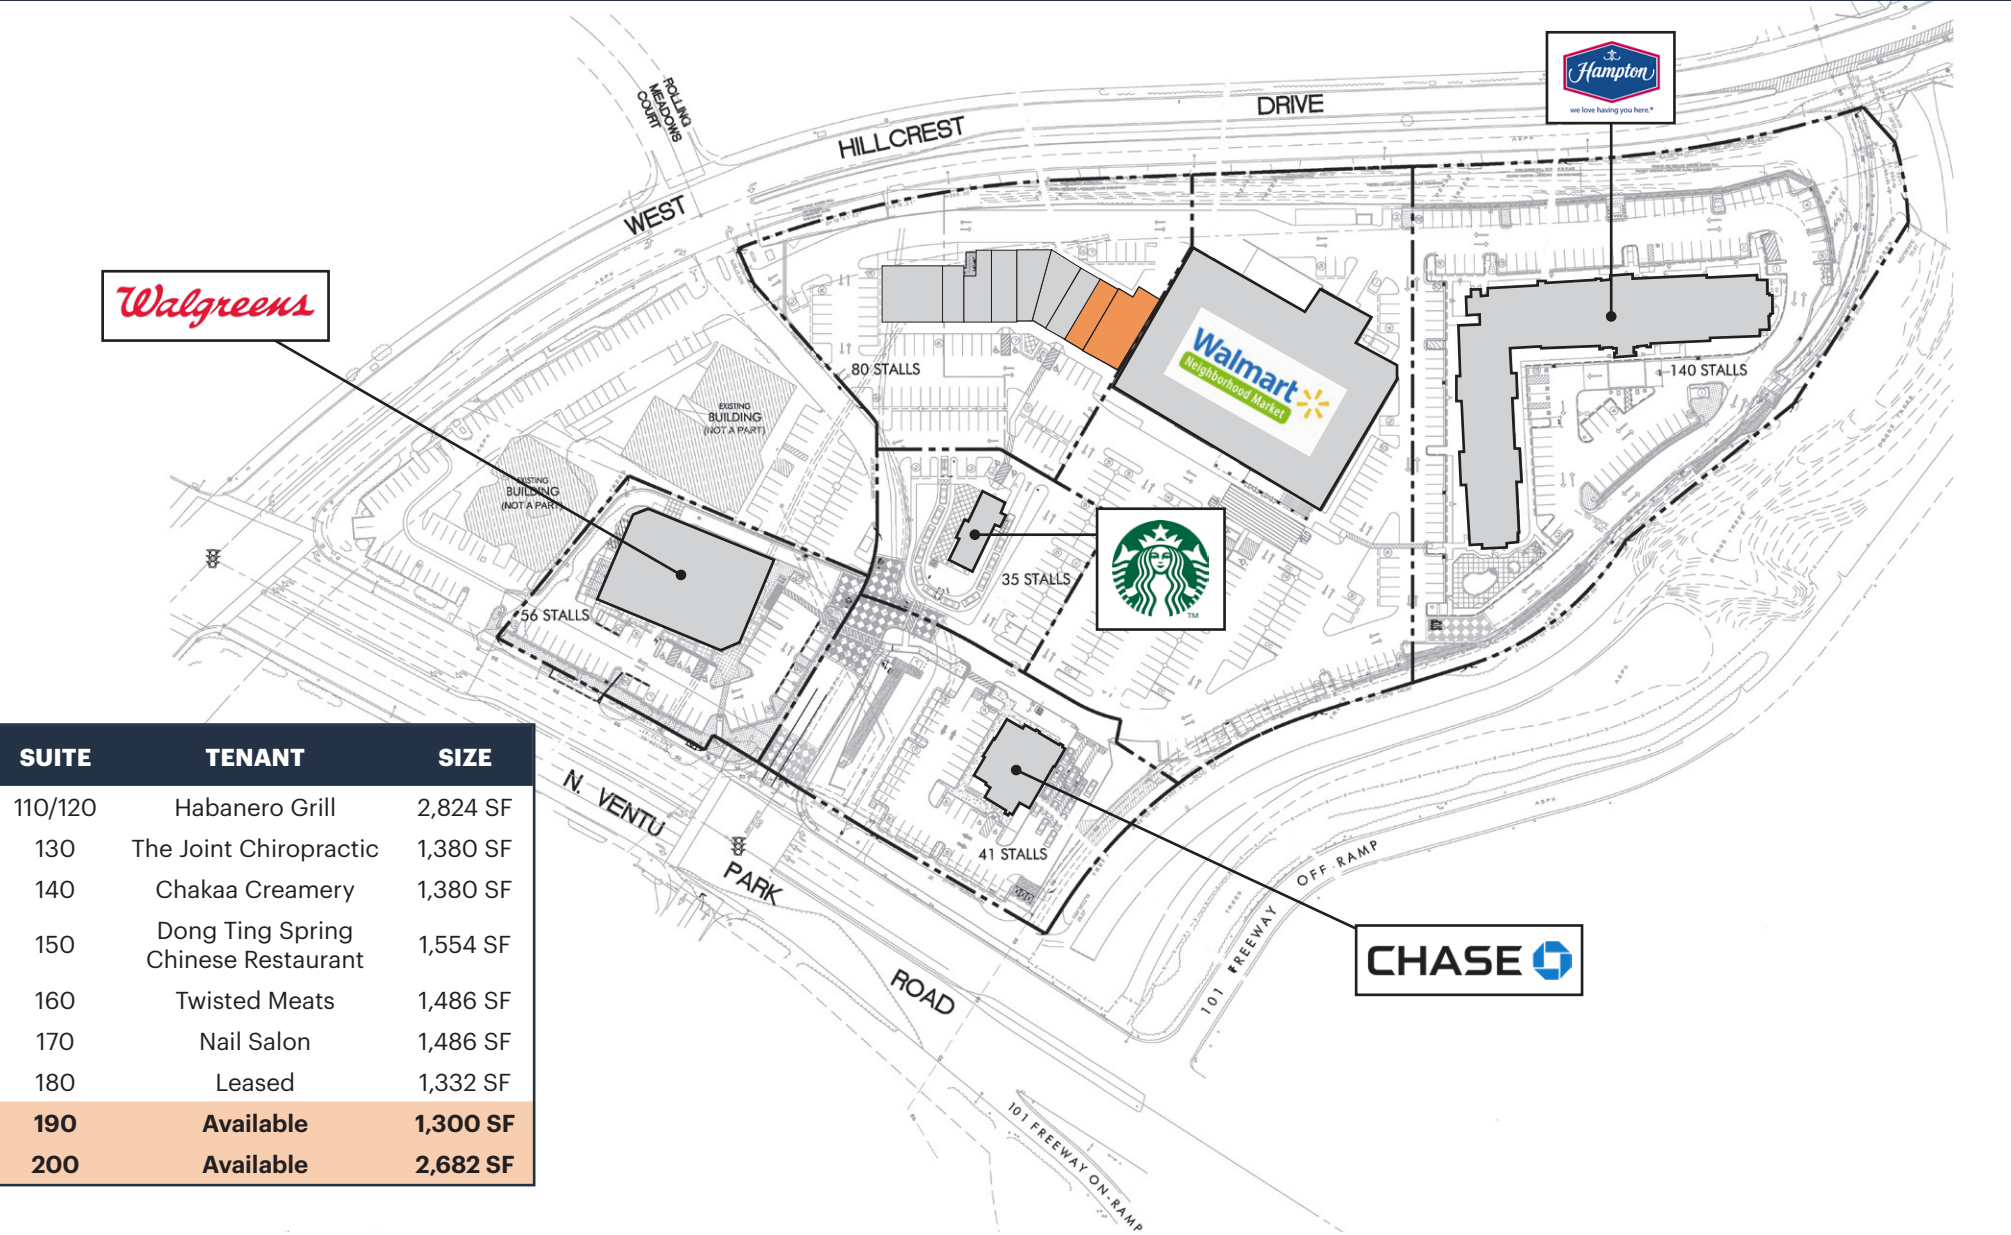 Hampton
we love having you here.®
ROLLING
MEADOWS
COURT
WEST
HILLCREST
DRIVE
Walgreens
80 STALLS
Walmart
Neighborhood Market
140 STALLS
EXISTING
BUILDING
(NOT A PART)
EXISTING
BUILDING
(NOT A PART)
56 STALLS
35 STALLS
TM
41 STALLS
N. VENTU
PARK
ROAD
101 FREEWAY
OFF-RAMP
101 FREEWAY ON-RAMP
CHASE
SUITE TENANT SIZE
110/120 Habanero Grill 2,824 SF
130 The Joint Chiropractic 1,380 SF
140 Chakaa Creamery 1,380 SF
150 Dong Ting Spring Chinese Restaurant 1,554 SF
160 Twisted Meats 1,486 SF
170 Nail Salon 1,486 SF
180 Leased 1,332 SF
190 Available 1,300 SF
200 Available 2,682 SF